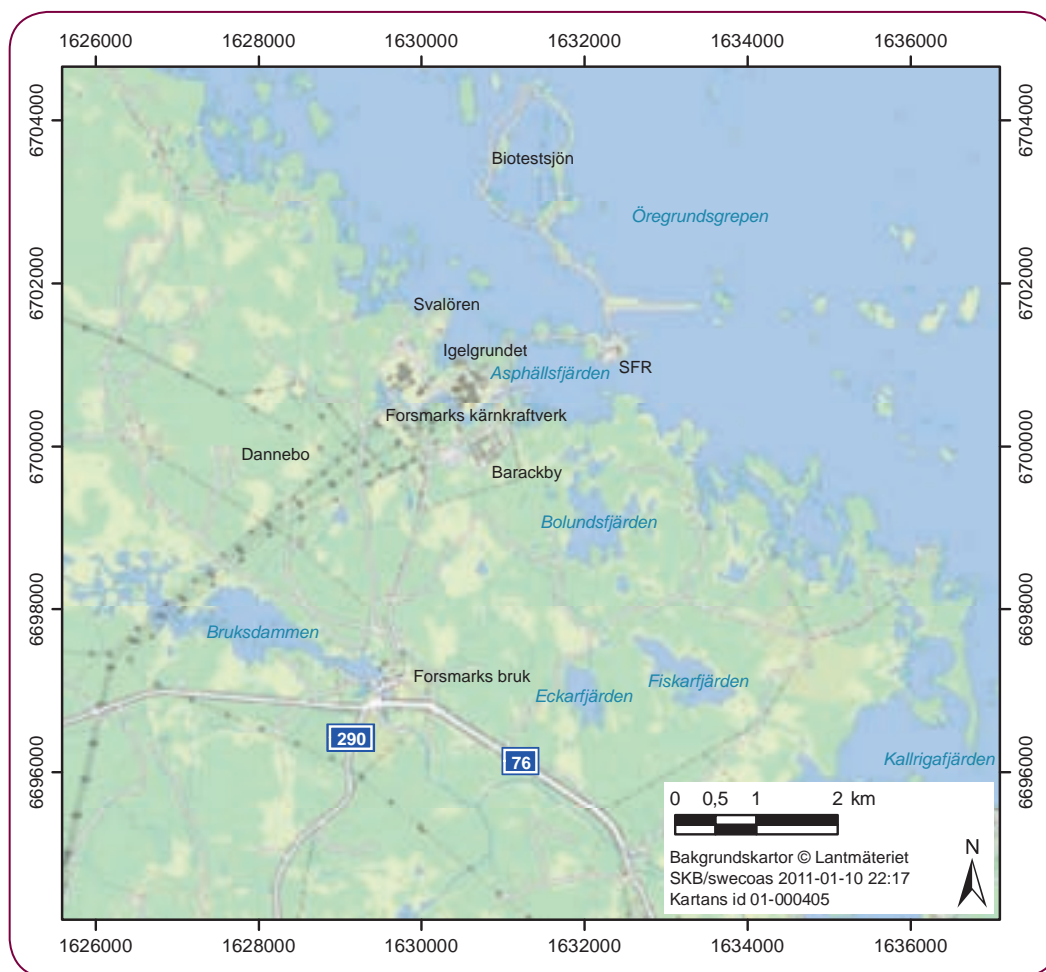 1626000 1628000 1630000 1632000 1634000 1636000
6704000
6704000
Biotestsjön
Öregrundsgrepen
6702000
6702000
Svalören
Igelgrundet
SFR
Asphällsfjärden
Forsmarks kärnkraftverk
6700000
6700000
Dannebo
Barackby
Bolundsfjärden
6698000
6698000
Bruksdammen
Forsmarks bruk
Eckarfjärden
Fiskarfjärden
290
76
Kallrigafjärden
6696000
6696000
0 0,5 1 2 km
N
Bakgrundskartor © Lantmäteriet
SKB/swecoas 2011-01-10 22:17
Kartans id 01-000405
1626000 1628000 1630000 1632000 1634000 1636000